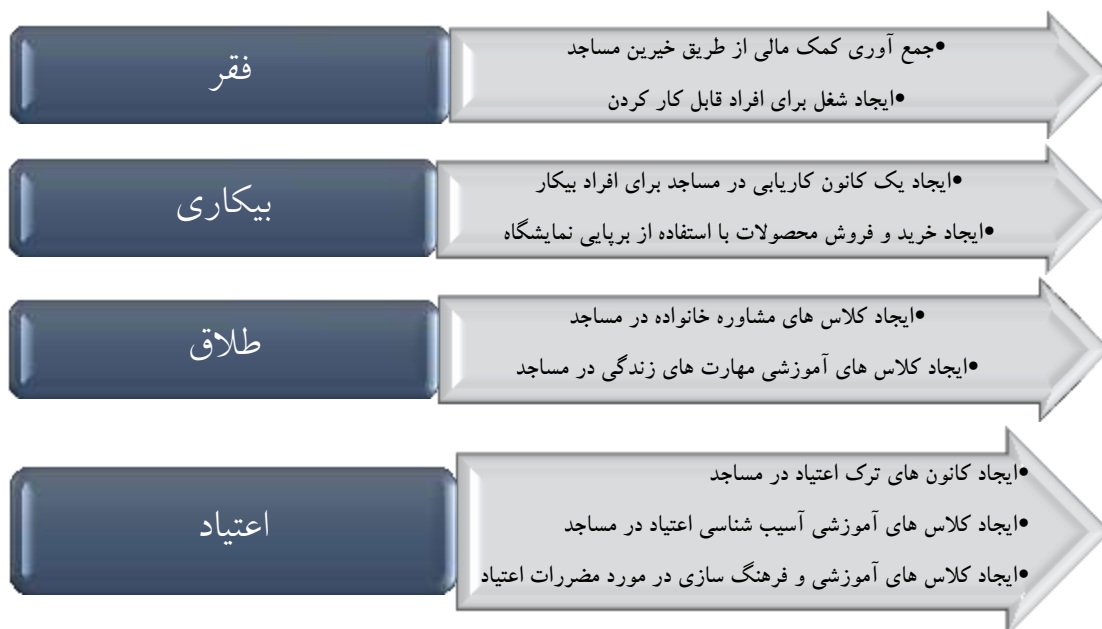 فقر
•جمع آوری کمک مالی از طریق خیرین مساجد
•ایجاد شغل برای افراد قابل کار کردن
بیکاری
•ایجاد یک کانون کاریابی در مساجد برای افراد بیکار
•ایجاد خرید و فروش محصولات با استفاده از برپایی نمایشگاه
طلاق
•ایجاد کلاس های مشاوره خانواده در مساجد
•ایجاد کلاس های آموزشی مهارت های زندگی در مساجد
اعتیاد
•ایجاد کانون های ترک اعتیاد در مساجد
•ایجاد کلاس های آموزشی آسیب شناسی اعتیاد در مساجد
•ایجاد کلاس های آموزشی و فرهنگ سازی در مورد مضررات اعتیاد